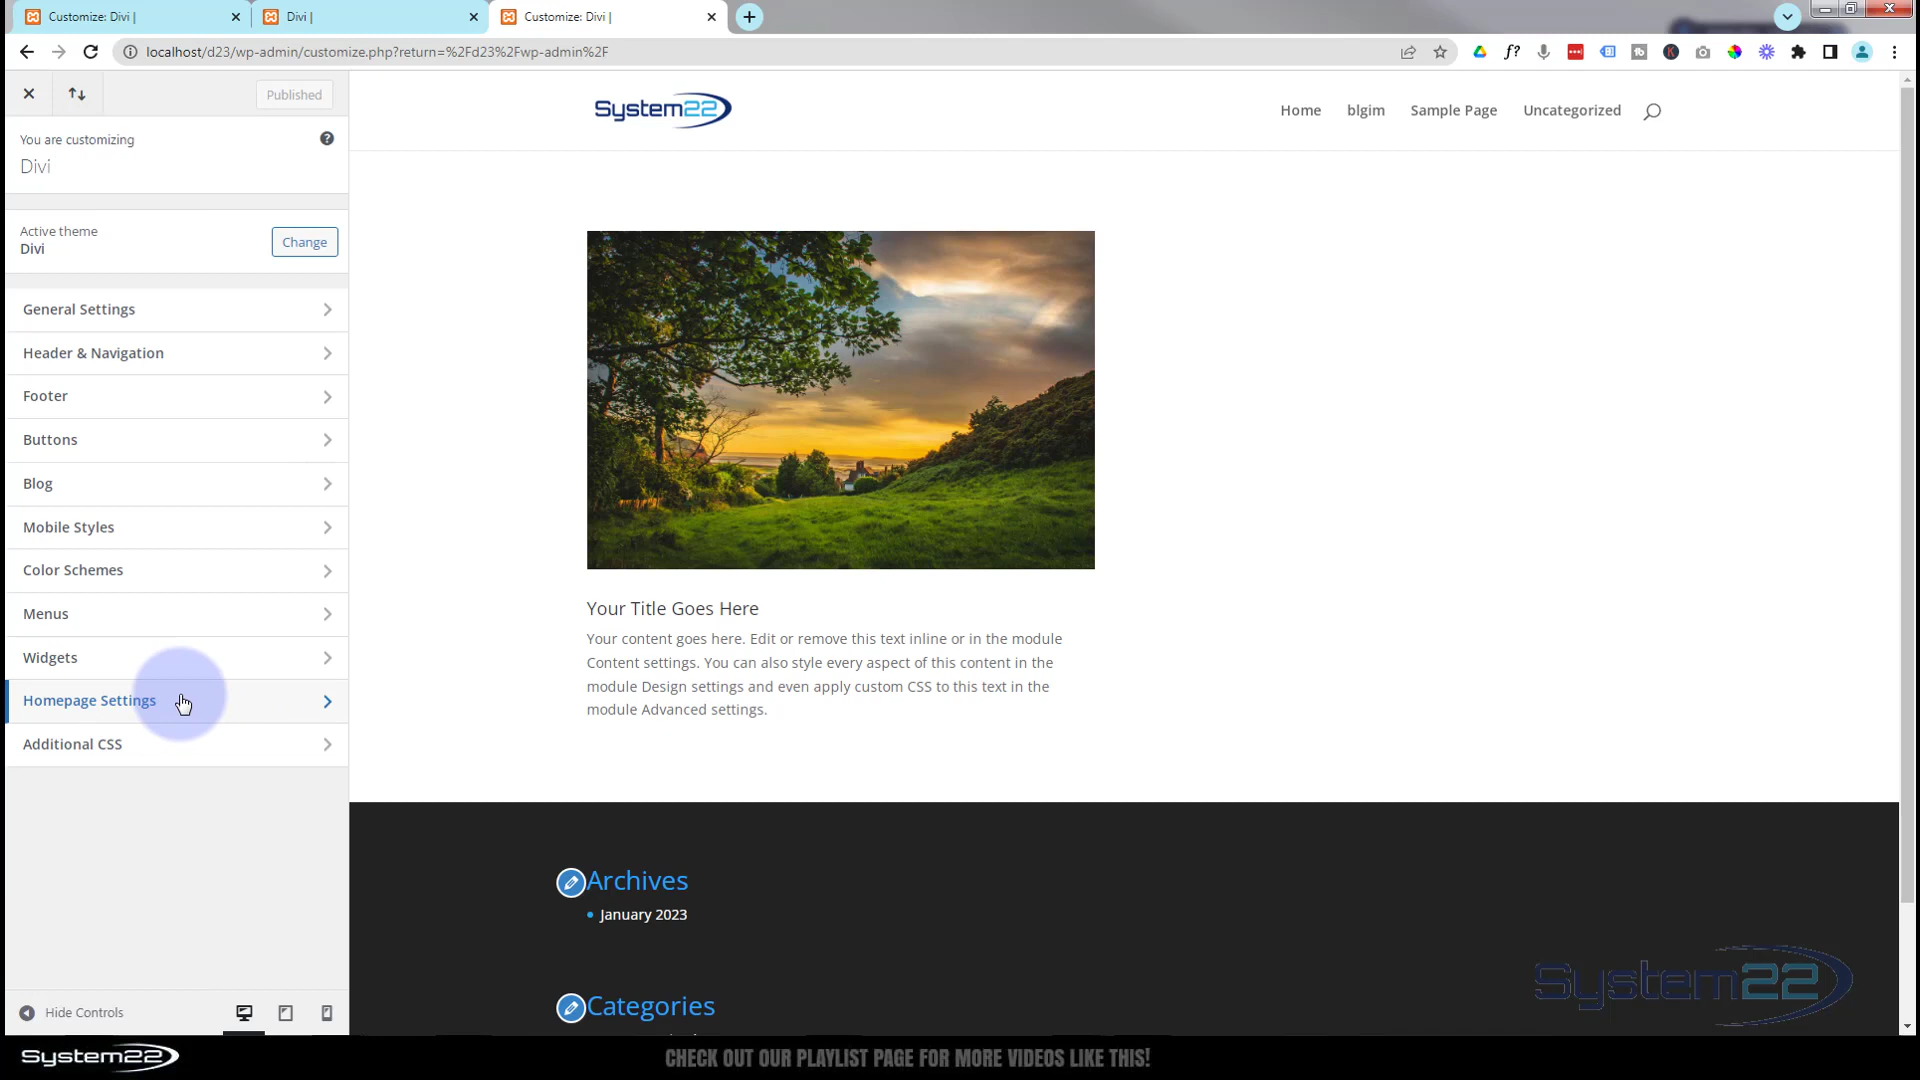 Customize: Divi |
Divi |
Customize: Divi |
localhost/d23/wp-admin/customize.php?return=%2Fd23%2Fwp-admin%2F
Published
You are customizing
Divi
Active theme
Divi
Change
General Settings
Header & Navigation
Footer
Buttons
Blog
Mobile Styles
Color Schemes
Menus
Widgets
Homepage Settings
Additional CSS
Hide Controls
System22
Home
blgim
Sample Page
Uncategorized
Your Title Goes Here
Your content goes here. Edit or remove this text inline or in the module
Content settings. You can also style every aspect of this content in the
module Design settings and even apply custom CSS to this text in the
module Advanced settings.
Archives
January 2023
Categories
System22
System22
CHECK OUT OUR PLAYLIST PAGE FOR MORE VIDEOS LIKE THIS!